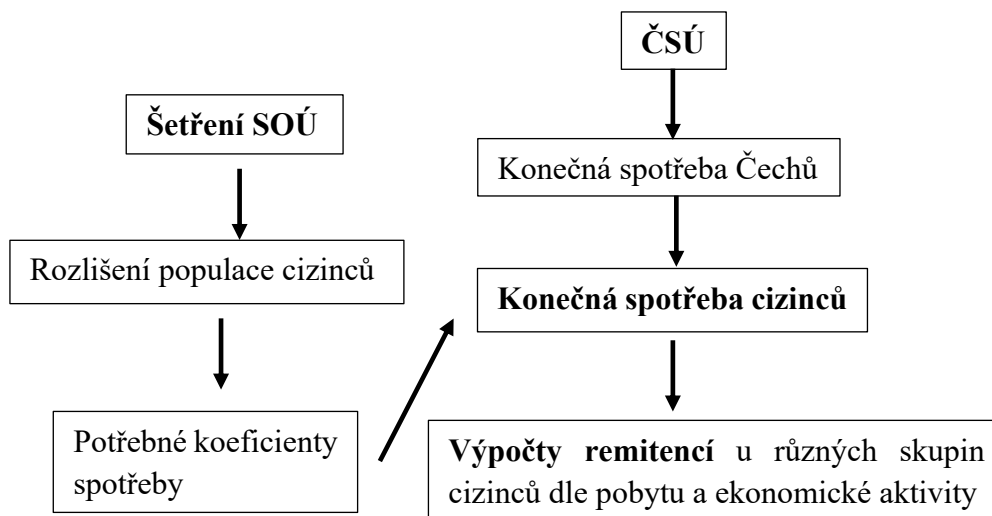 ČSÚ
Šetření SOÚ
Konečná spotřeba Čechů
Rozlišení populace cizinců
Konečná spotřeba cizinců
Potřebné koeficienty
spotřeby
Výpočty remitencí u různých skupin
cizinců dle pobytu a ekonomické aktivity